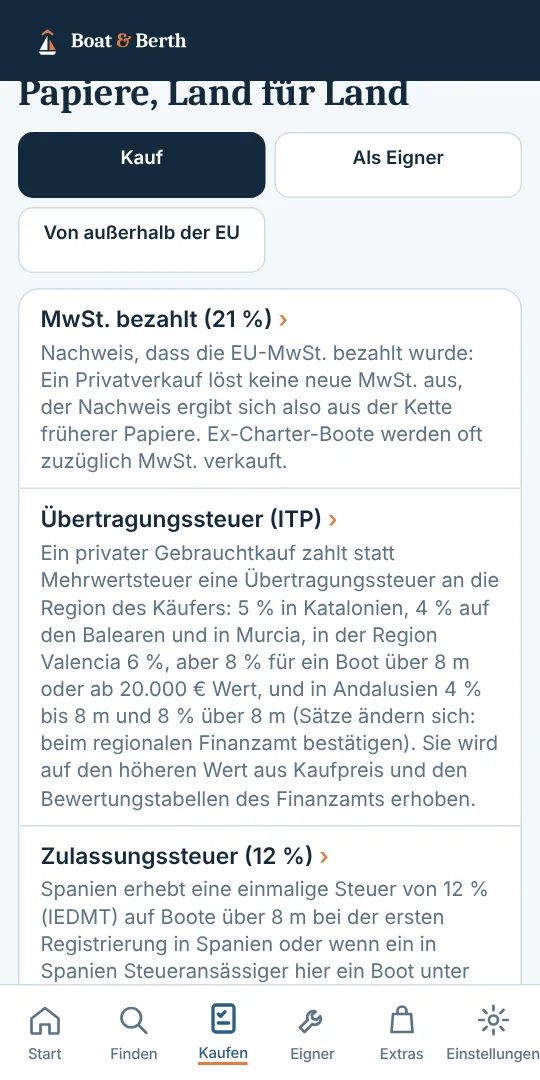 Boat & Berth
Papiere, Land für Land
Kauf
Als Eigner
Von außerhalb der EU
MwSt. bezahlt (21 %) ›
Nachweis, dass die EU-MwSt. bezahlt wurde:
Ein Privatverkauf löst keine neue MwSt. aus,
der Nachweis ergibt sich also aus der Kette
früherer Papiere. Ex-Charter-Boote werden oft
zuzüglich MwSt. verkauft.
Übertragungssteuer (ITP) ›
Ein privater Gebrauchtkauf zahlt statt
Mehrwertsteuer eine Übertragungssteuer an die
Region des Käufers: 5 % in Katalonien, 4 % auf
den Balearen und in Murcia, in der Region
Valencia 6 %, aber 8 % für ein Boot über 8 m
oder ab 20.000 € Wert, und in Andalusien 4 %
bis 8 m und 8 % über 8 m (Sätze ändern sich:
beim regionalen Finanzamt bestätigen). Sie wird
auf den höheren Wert aus Kaufpreis und den
Bewertungstabellen des Finanzamts erhoben.
Zulassungssteuer (12 %) ›
Spanien erhebt eine einmalige Steuer von 12 %
(IEDMT) auf Boote über 8 m bei der ersten
Registrierung in Spanien oder wenn ein in
Spanien Steueransässiger hier ein Boot unter
Start
Finden
Kaufen
Eigner
Extras
Einstellungen